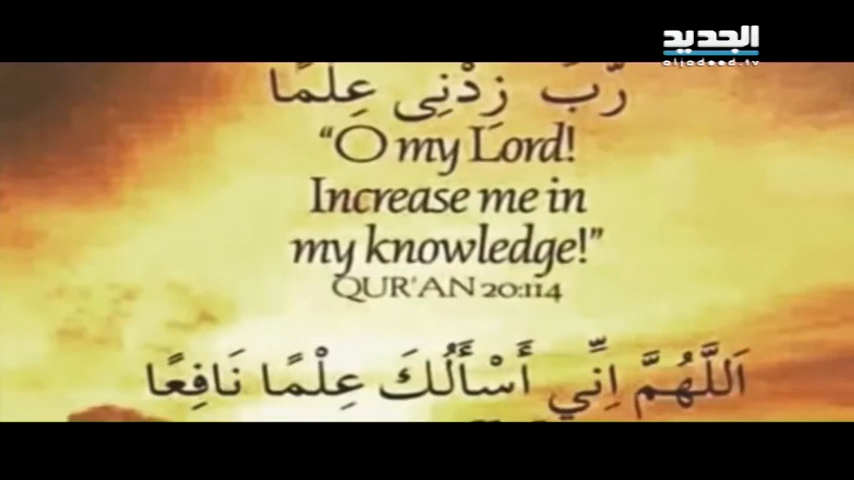 الجديد
aljadeed.tv
رَّبِّ زِدْنِى عِلْمًا
“O my Lord!
Increase me in
my knowledge!”
QUR'AN 20:114
اَللَّهُمَّ اِنِّي أَسْأَلُكَ عِلْمًا نَافِعًا